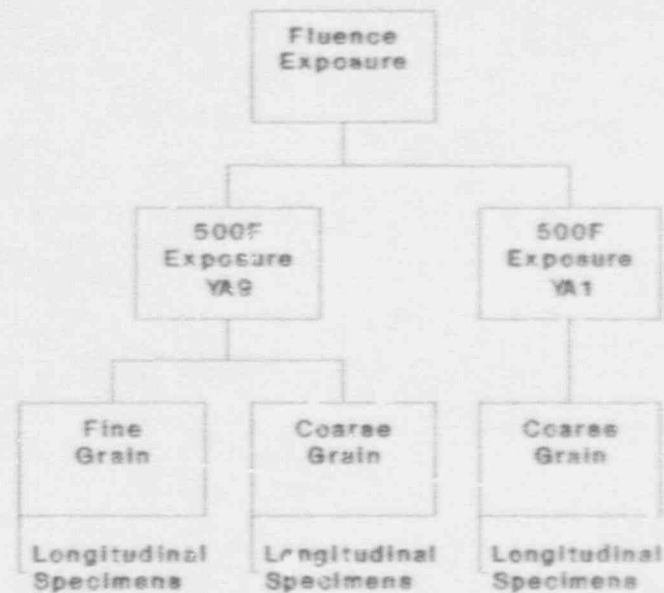 Fluence
Exposure
500F
Exposure
YA9
500F
Exposure
YA1
Fine
Grain
Coarse
Grain
Coarse
Grain
Longitudinal
Specimens
Longitudinal
Specimens
Longitudinal
Specimens